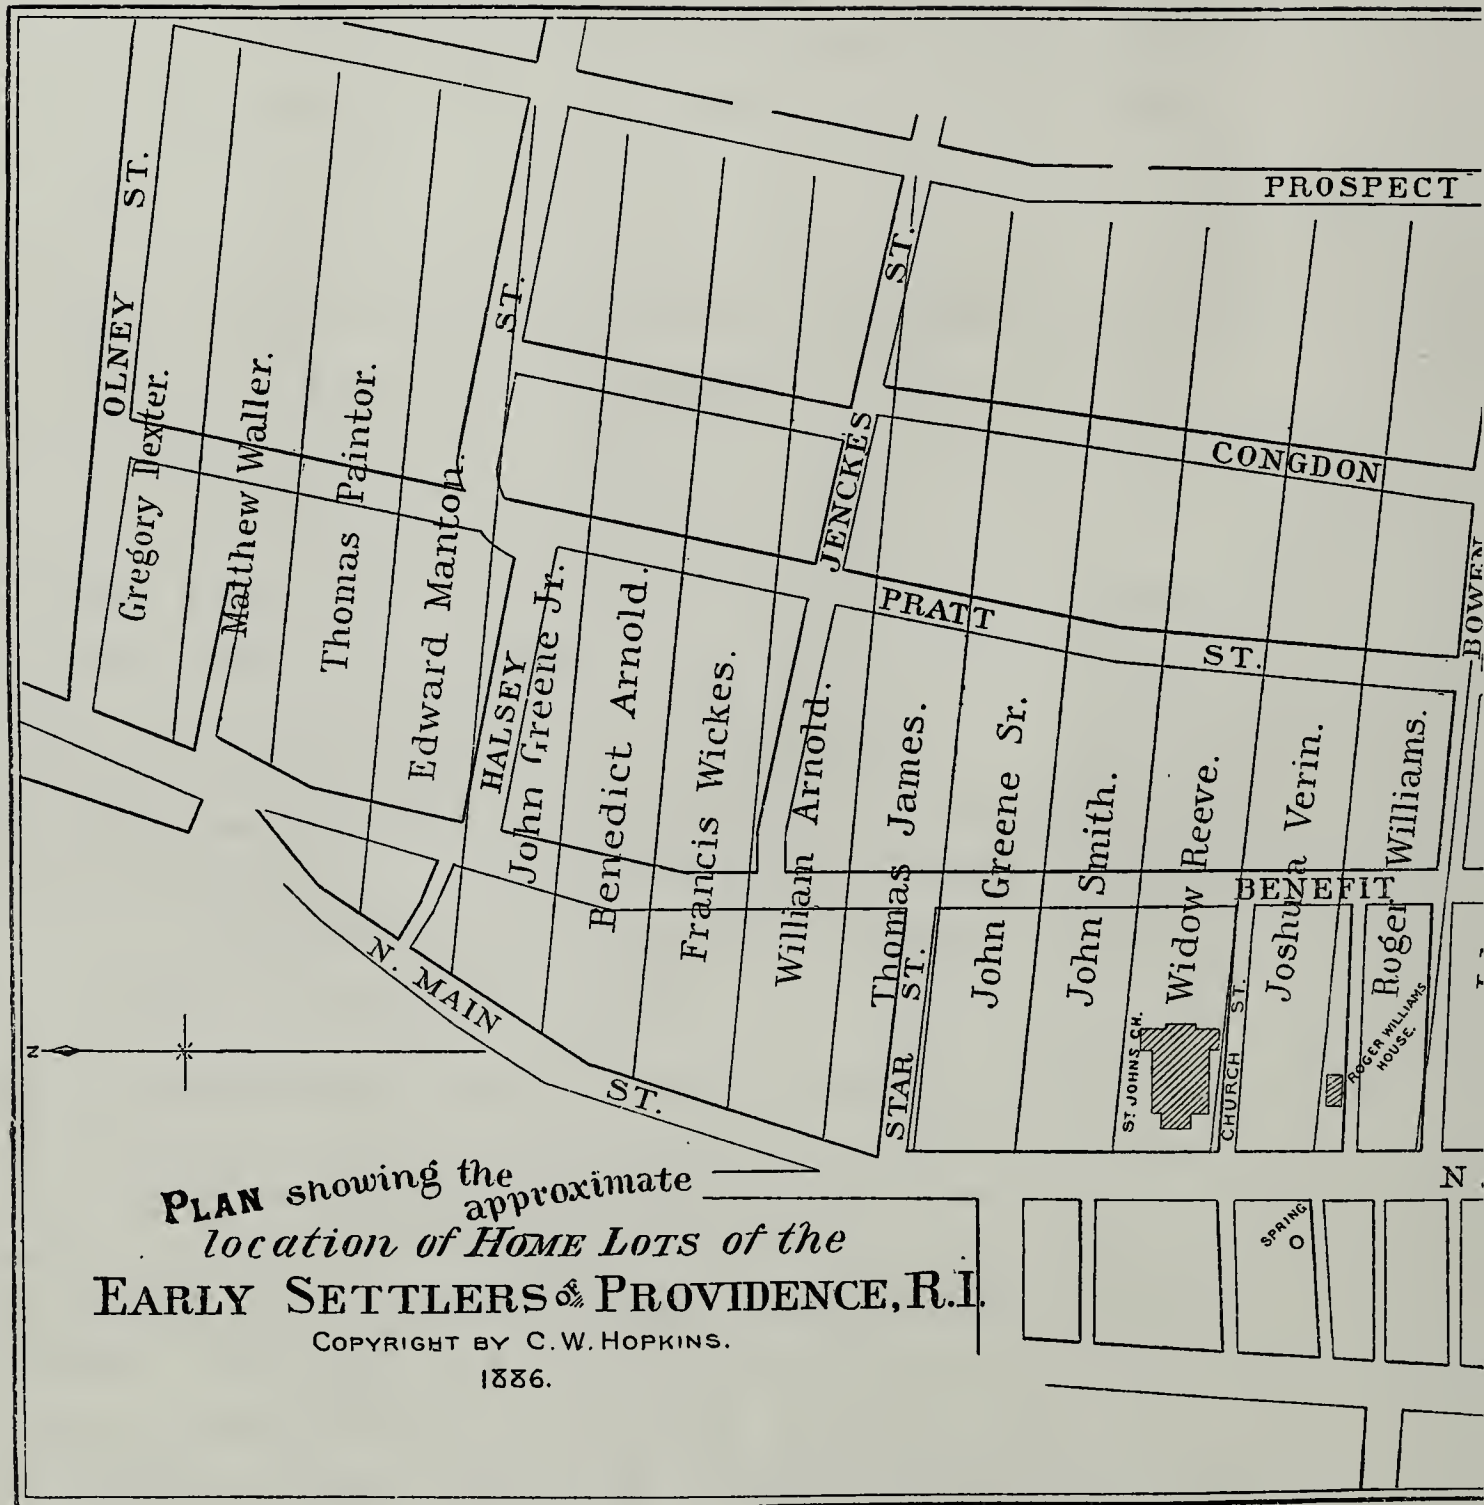 PROSPECT
OLNEY ST.
ST.
ST.
CONGDON
JENCKES
BOWEN
PRATT
ST.
HALSEY
Gregory Dexter.
Matthew Waller.
Thomas Paintor.
Edward Manton.
John Greene Jr.
Benedict Arnold.
Francis Wickes.
William Arnold.
Thomas James.
John Greene Sr.
John Smith.
Widow Reeve.
Joshua Verin.
Roger Williams.
BENEFIT
N. MAIN
ST.
STAR ST.
ST. JOHNS CH.
CHURCH ST.
ROGER WILLIAMS
HOUSE.
N
N.
SPRING
PLAN showing the
approximate
location of HOME LOTS of the
EARLY SETTLERS OF PROVIDENCE, R.I.
COPYRIGHT BY C. W. HOPKINS.
1886.